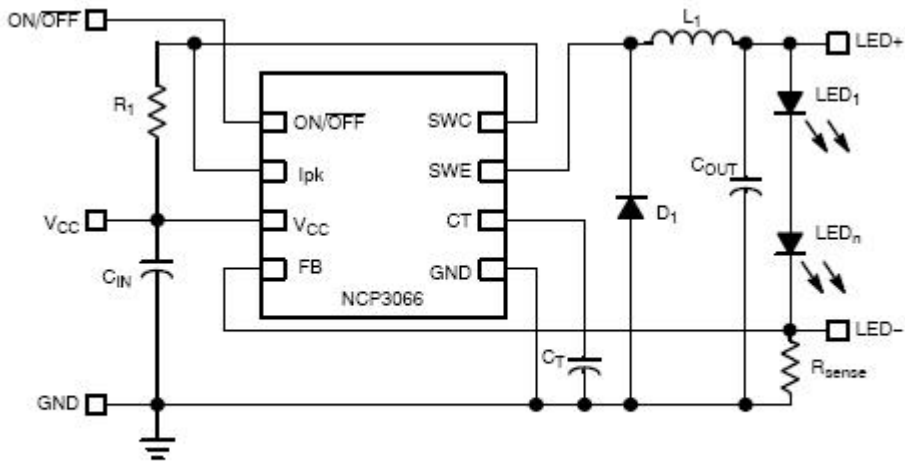 ON/OFF
L1
LED+
R1
ON/OFF
SWC
LED1
Ipk
SWE
COUT
VCC
VCC
CT
D1
LEDn
CIN
FB
GND
NCP3066
LED–
CT
Rsense
GND